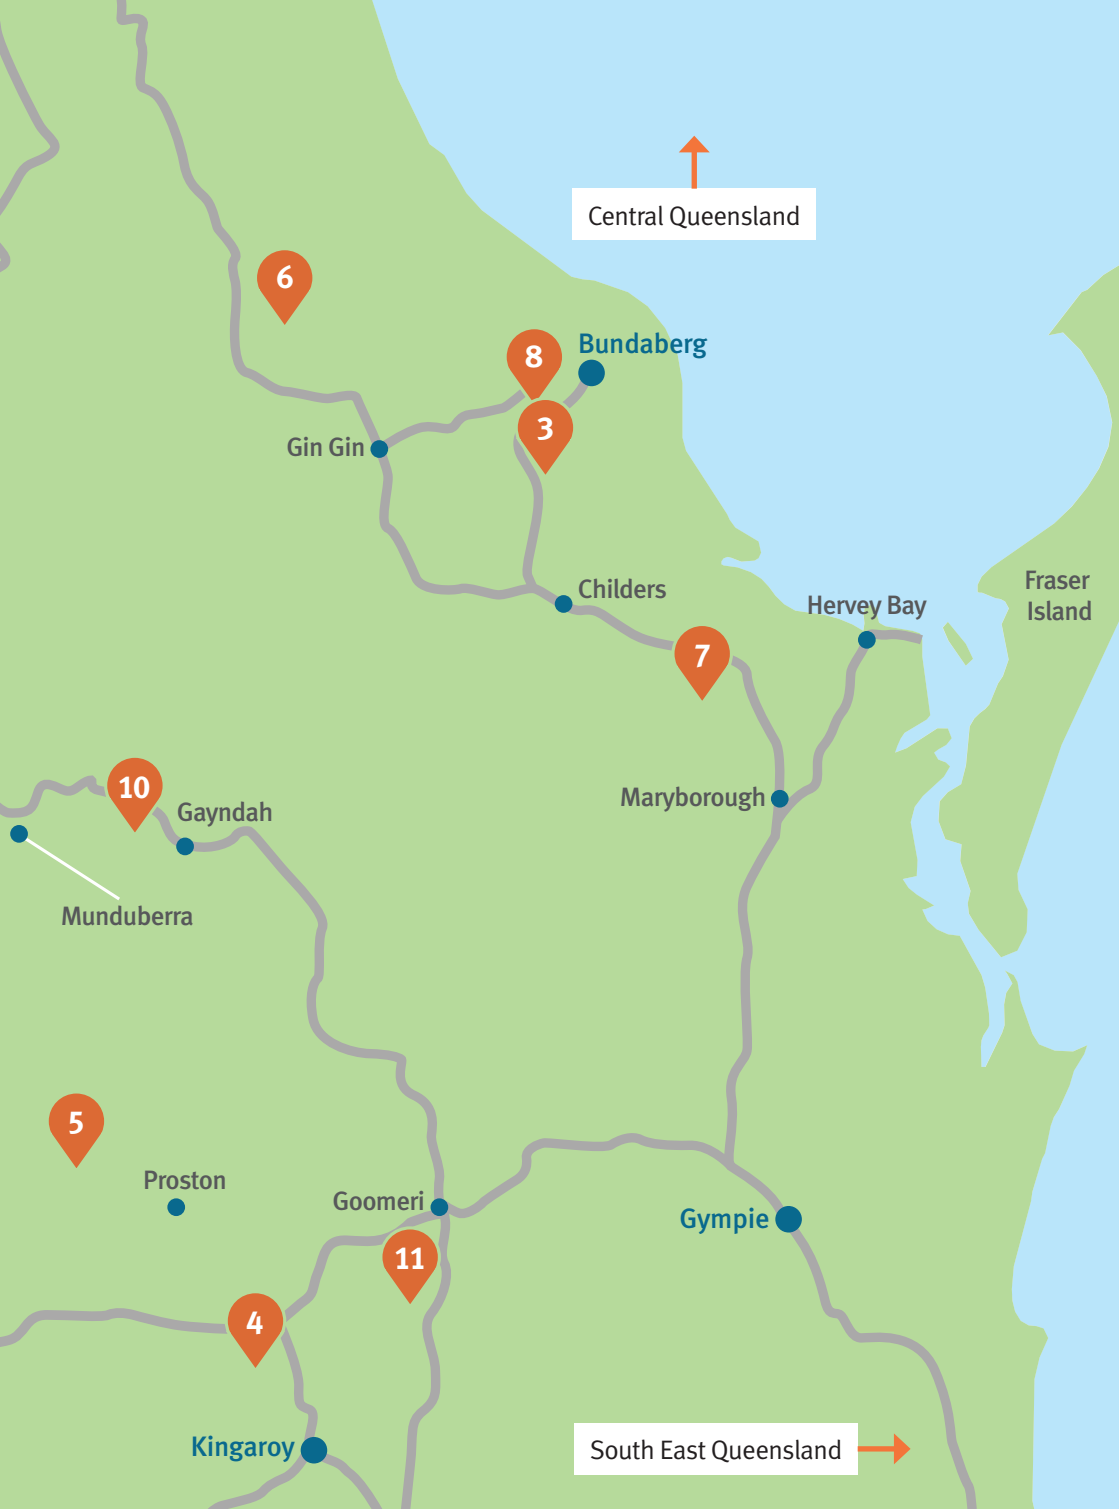 Central Queensland
6
8
Bundaberg
3
Gin Gin
Childers
Fraser
Island
Hervey Bay
7
10
Maryborough
Gayndah
Munduberra
5
Proston
Goomeri
Gympie
11
4
Kingaroy
South East Queensland